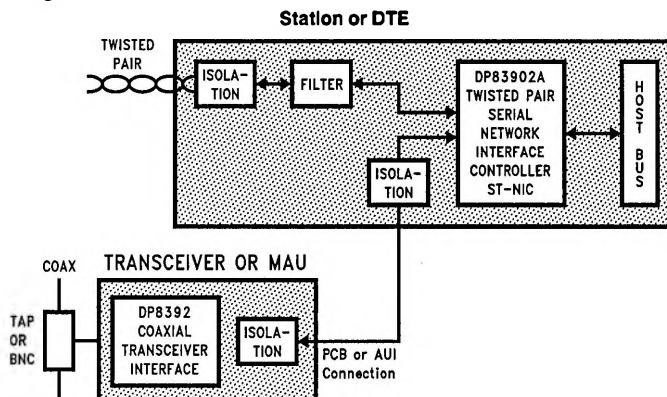 Station or DTE
TWISTED
PAIR
ISOLA-
TION
FILTER
DP83902A
TWISTED PAIR
SERIAL
NETWORK
INTERFACE
CONTROLLER
ST-NIC
HOST BUS
ISOLA-
TION
COAX
TRANSCEIVER OR MAU
TAP
OR
BNC
DP8392
COAXIAL
TRANSCEIVER
INTERFACE
ISOLA-
TION
PCB or AUI
Connection